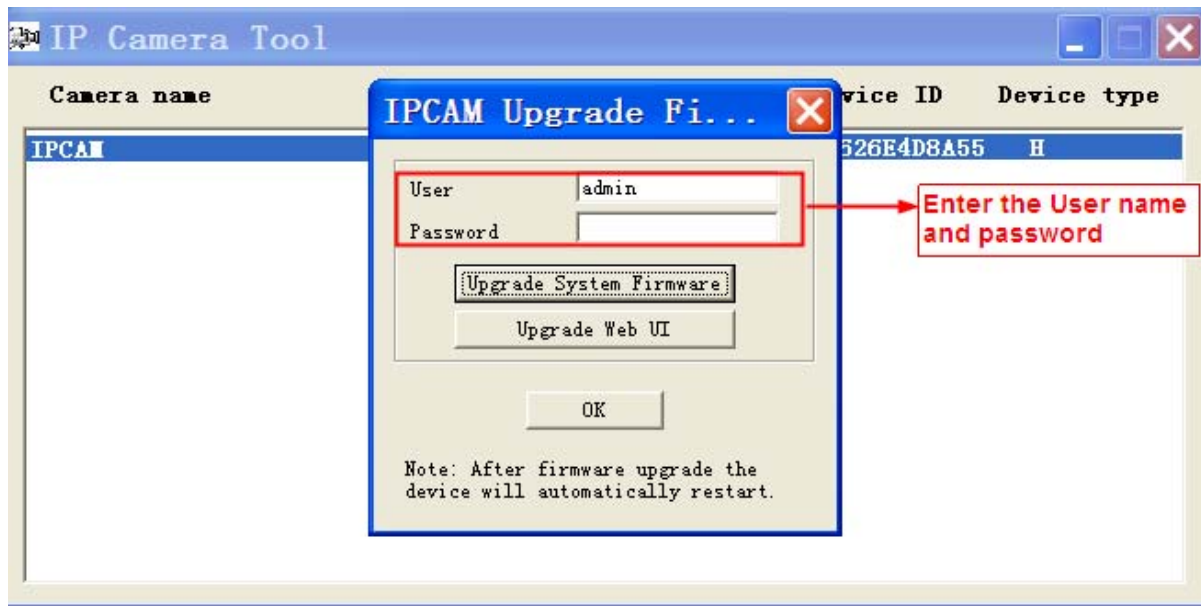 IP Camera Tool
Camera name
vice ID Device type
IPCAM
626E4D8A55 H
IPCAM Upgrade Fi...
User admin
Password
Enter the User name
and password
Upgrade System Firmware
Upgrade Web UI
OK
Note: After firmware upgrade the
device will automatically restart.